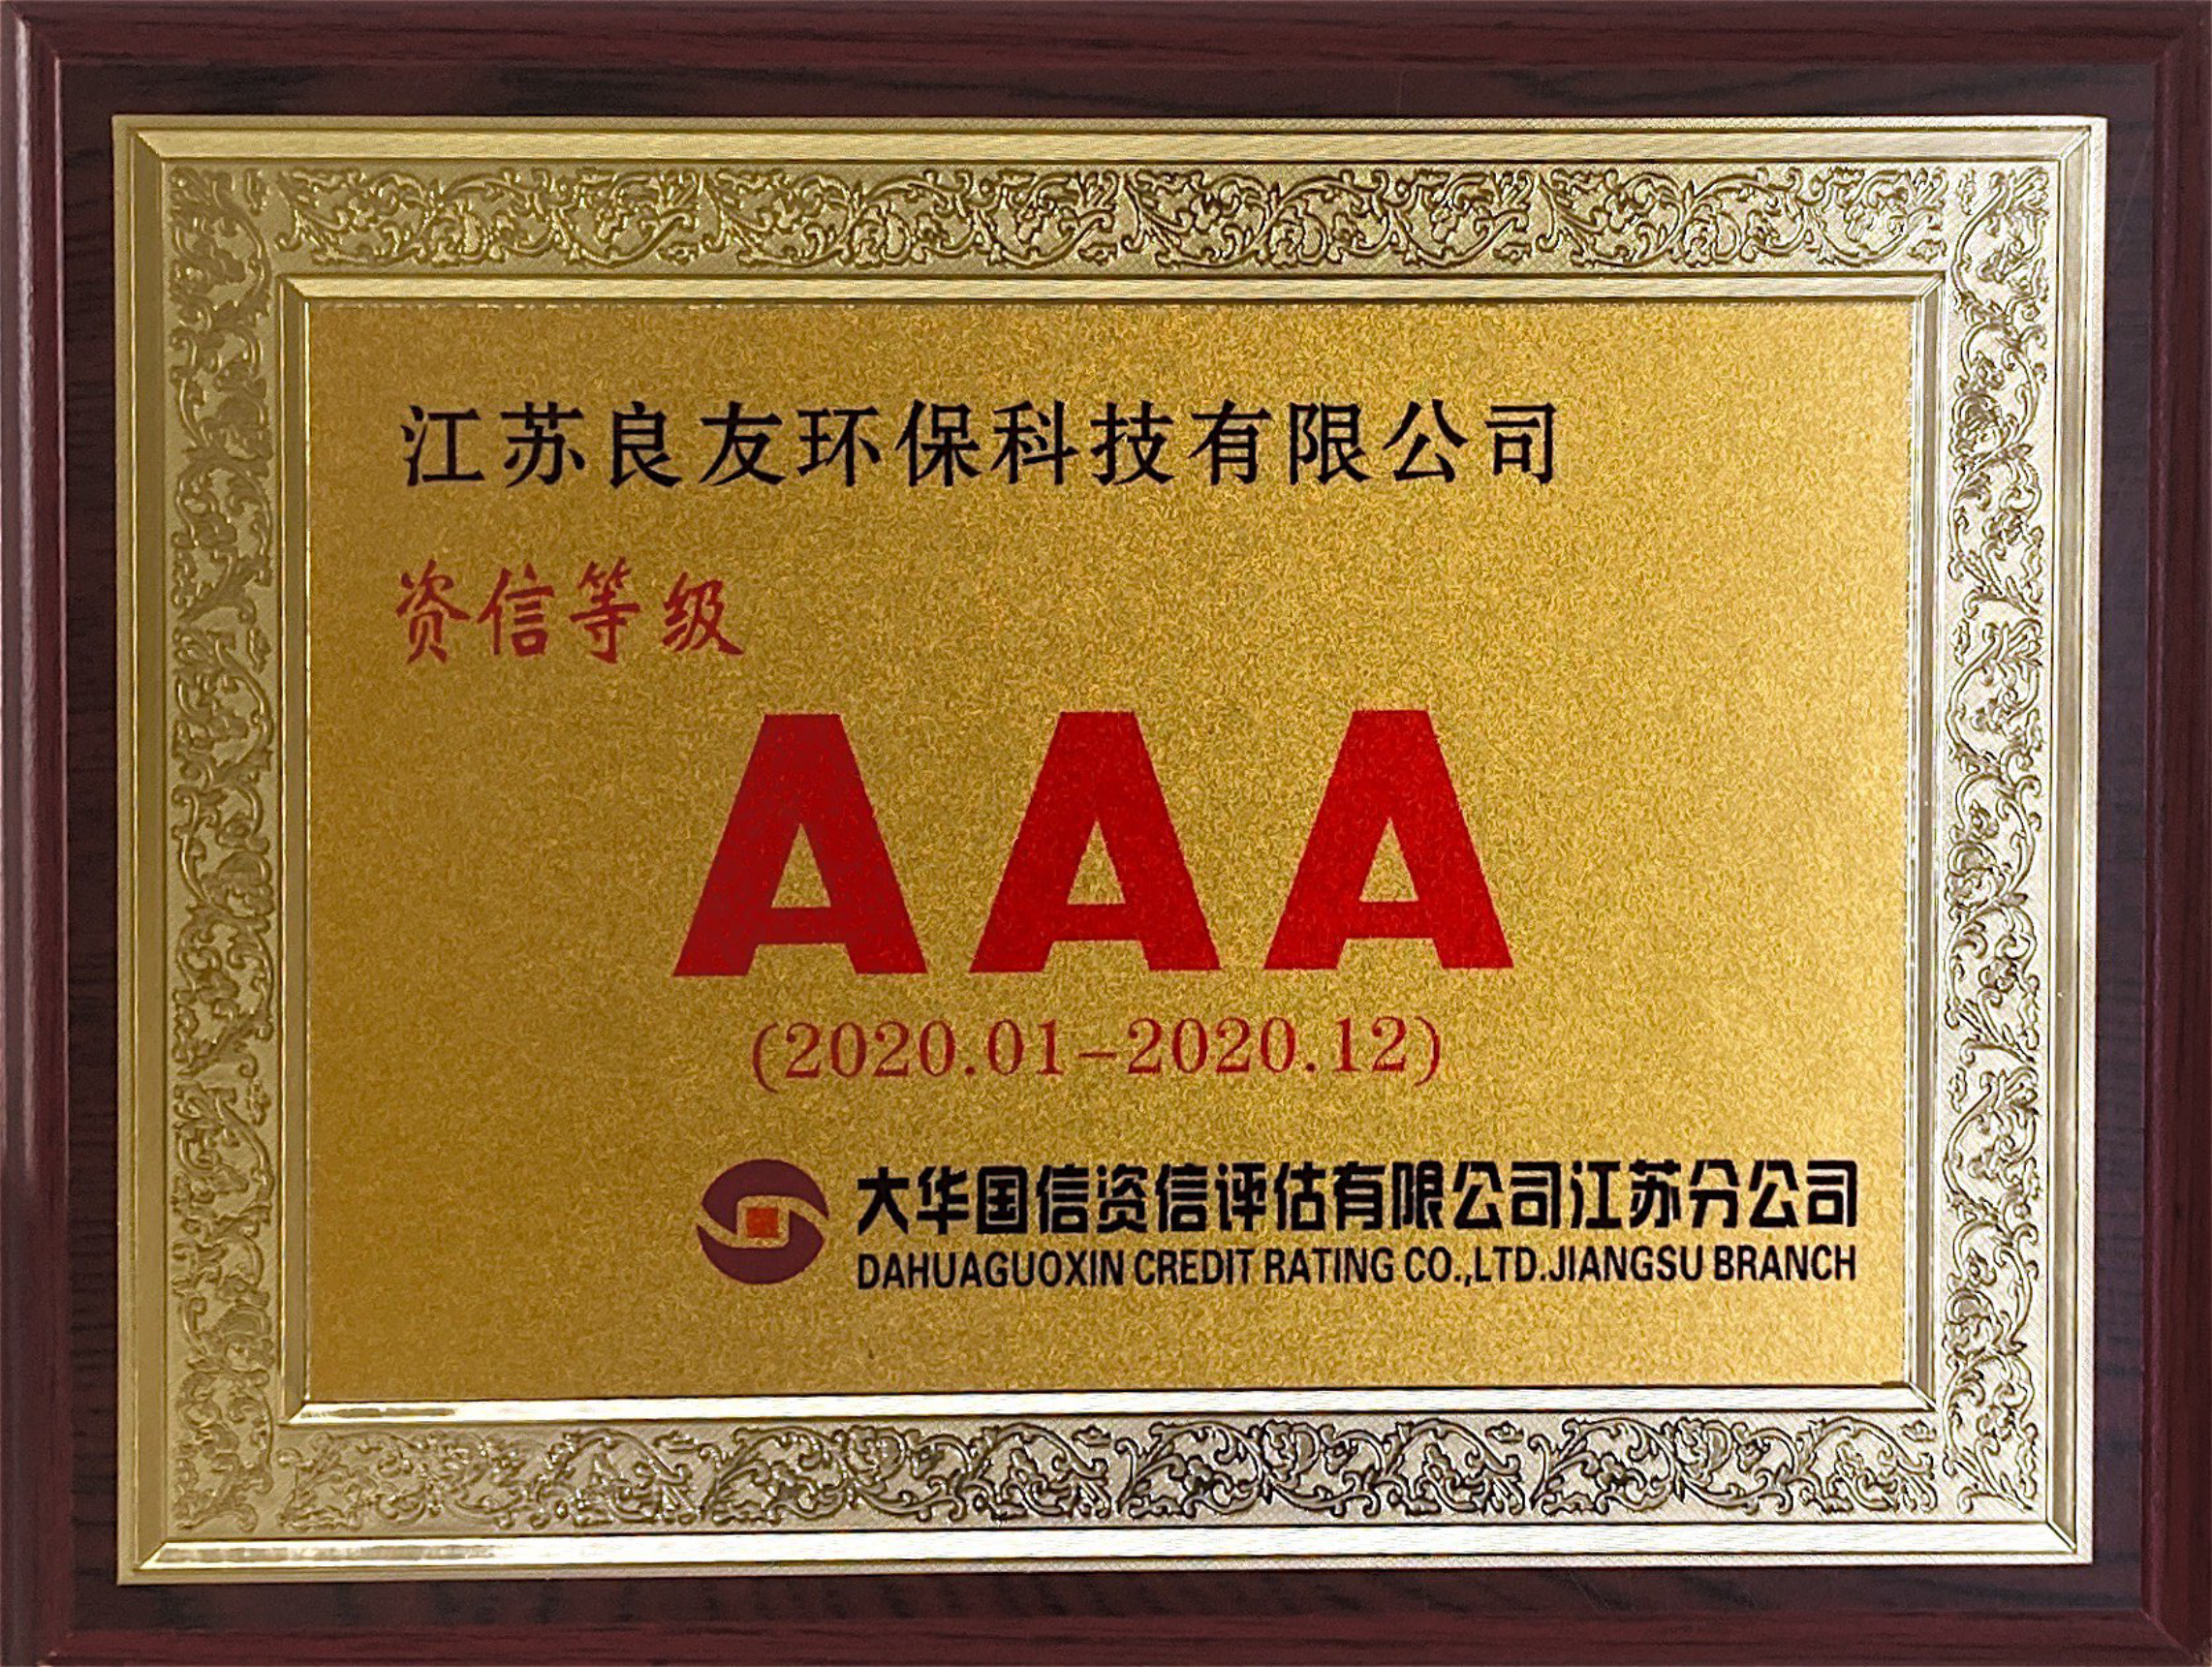 江苏良友环保科技有限公司
资信等级
AAA
(2020.01-2020.12)
大华国信资信评估有限公司江苏分公司
DAHUAGUOXIN CREDIT RATING CO.,LTD.JIANGSU BRANCH